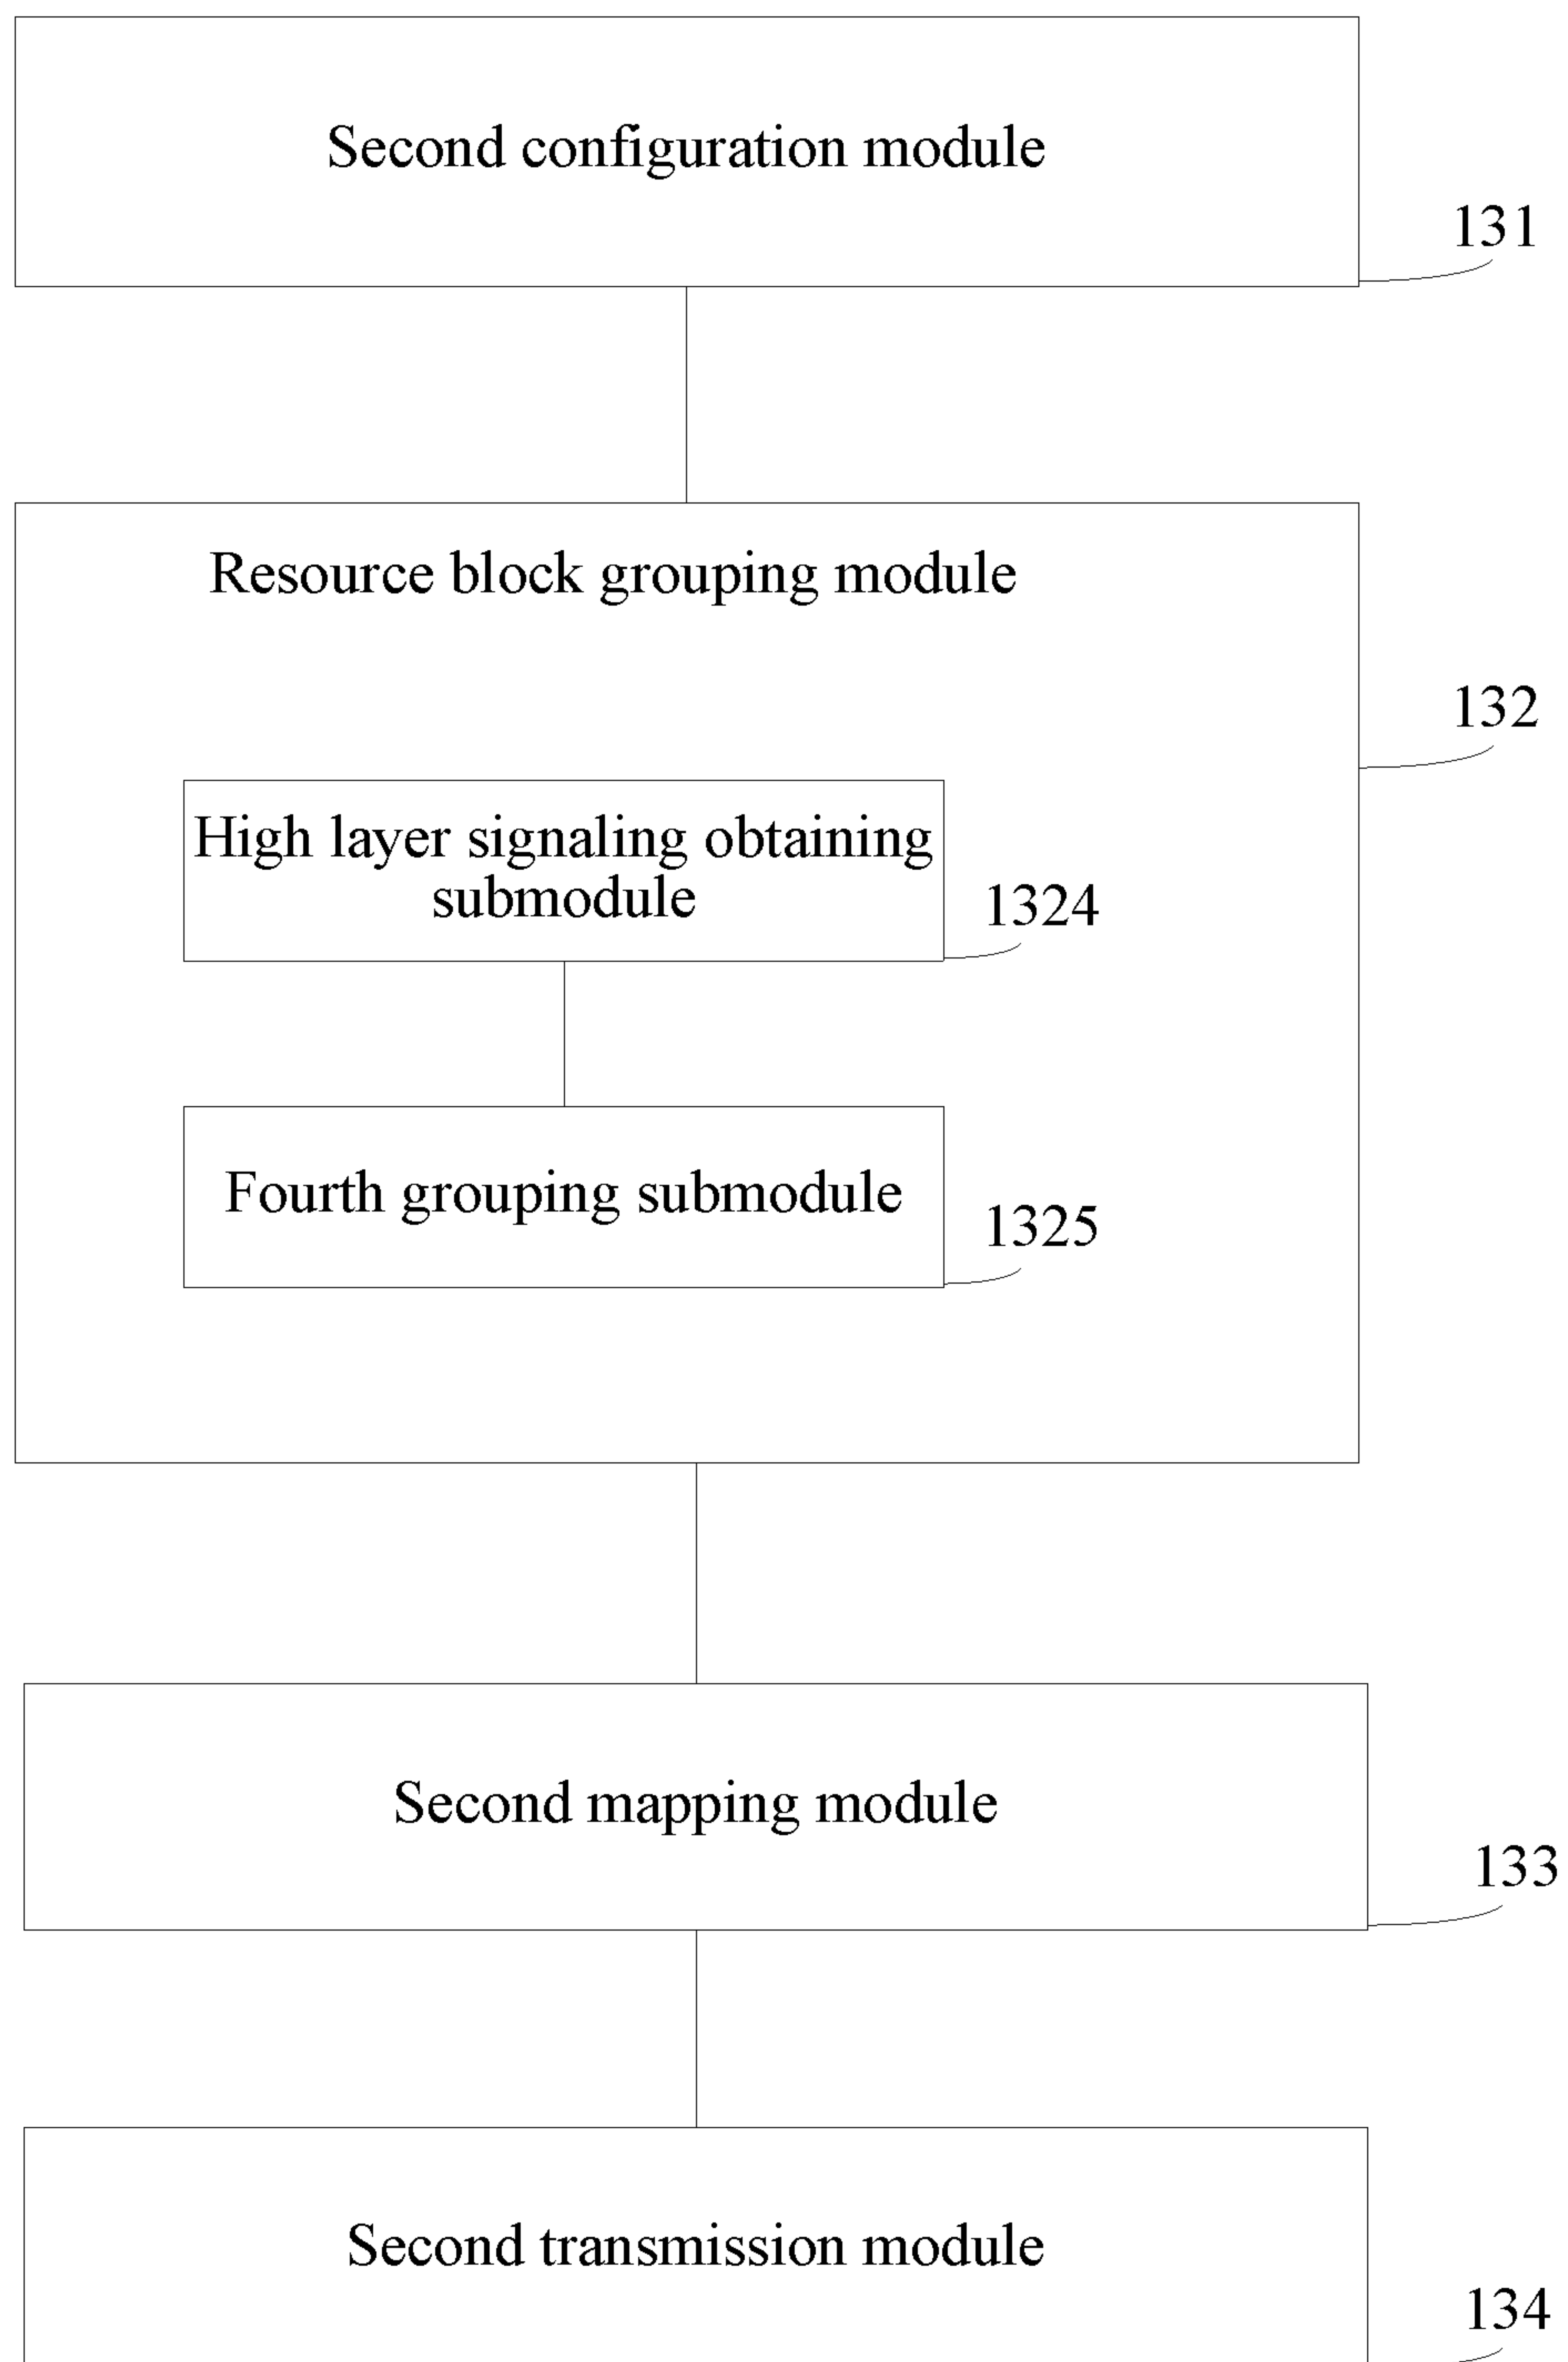 Second configuration module
131
Resource block grouping module
132
High layer signaling obtaining
submodule
1324
Fourth grouping submodule
1325
Second mapping module
133
Second transmission module
134